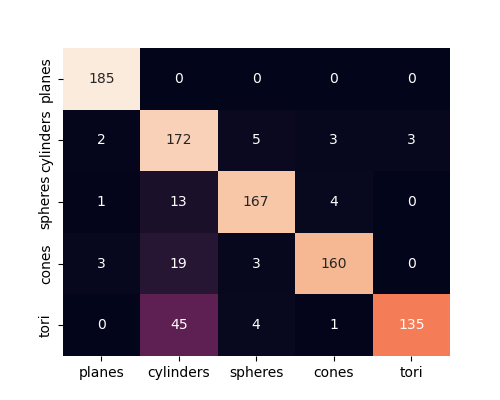 planes 185 0 0 0 0
cylinders 2 172 5 3 3
spheres 1 13 167 4 0
cones 3 19 3 160 0
tori 0 45 4 1 135
planes cylinders spheres cones tori